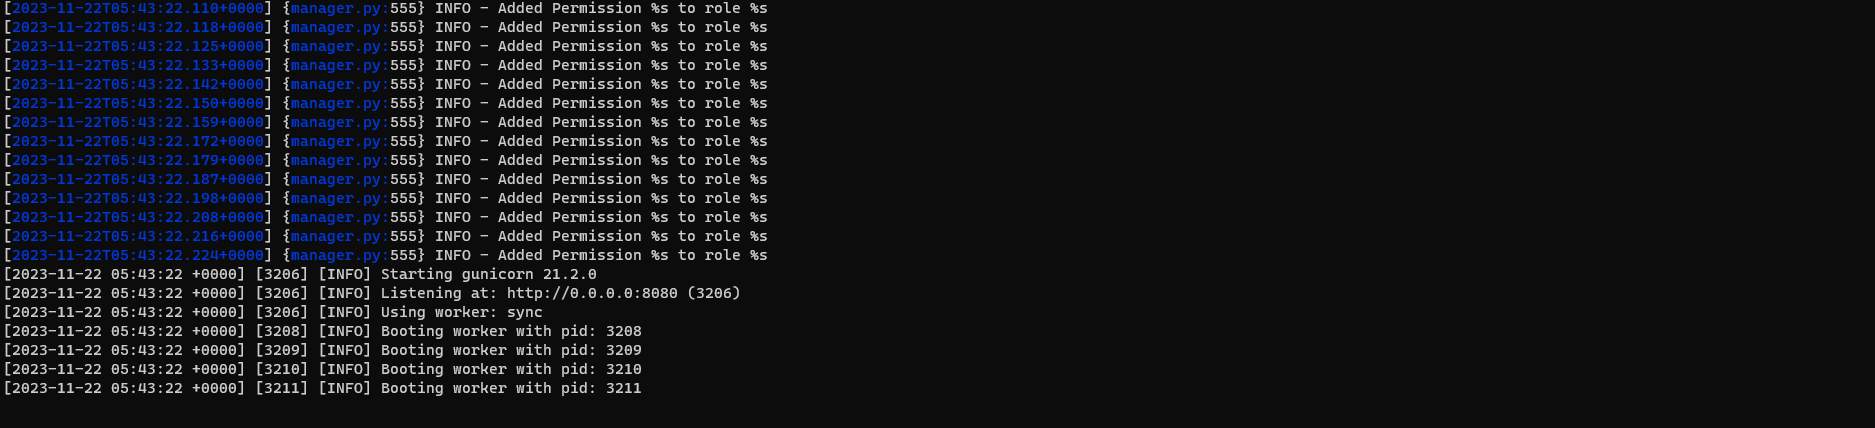 [2023-11-22T05:43:22.110+0000] {manager.py:555} INFO - Added Permission %s to role %s
[2023-11-22T05:43:22.118+0000] {manager.py:555} INFO - Added Permission %s to role %s
[2023-11-22T05:43:22.125+0000] {manager.py:555} INFO - Added Permission %s to role %s
[2023-11-22T05:43:22.133+0000] {manager.py:555} INFO - Added Permission %s to role %s
[2023-11-22T05:43:22.142+0000] {manager.py:555} INFO - Added Permission %s to role %s
[2023-11-22T05:43:22.150+0000] {manager.py:555} INFO - Added Permission %s to role %s
[2023-11-22T05:43:22.159+0000] {manager.py:555} INFO - Added Permission %s to role %s
[2023-11-22T05:43:22.172+0000] {manager.py:555} INFO - Added Permission %s to role %s
[2023-11-22T05:43:22.179+0000] {manager.py:555} INFO - Added Permission %s to role %s
[2023-11-22T05:43:22.187+0000] {manager.py:555} INFO - Added Permission %s to role %s
[2023-11-22T05:43:22.198+0000] {manager.py:555} INFO - Added Permission %s to role %s
[2023-11-22T05:43:22.208+0000] {manager.py:555} INFO - Added Permission %s to role %s
[2023-11-22T05:43:22.216+0000] {manager.py:555} INFO - Added Permission %s to role %s
[2023-11-22T05:43:22.224+0000] {manager.py:555} INFO - Added Permission %s to role %s
[2023-11-22 05:43:22 +0000] [3206] [INFO] Starting gunicorn 21.2.0
[2023-11-22 05:43:22 +0000] [3206] [INFO] Listening at: http://0.0.0.0:8080 (3206)
[2023-11-22 05:43:22 +0000] [3206] [INFO] Using worker: sync
[2023-11-22 05:43:22 +0000] [3208] [INFO] Booting worker with pid: 3208
[2023-11-22 05:43:22 +0000] [3209] [INFO] Booting worker with pid: 3209
[2023-11-22 05:43:22 +0000] [3210] [INFO] Booting worker with pid: 3210
[2023-11-22 05:43:22 +0000] [3211] [INFO] Booting worker with pid: 3211